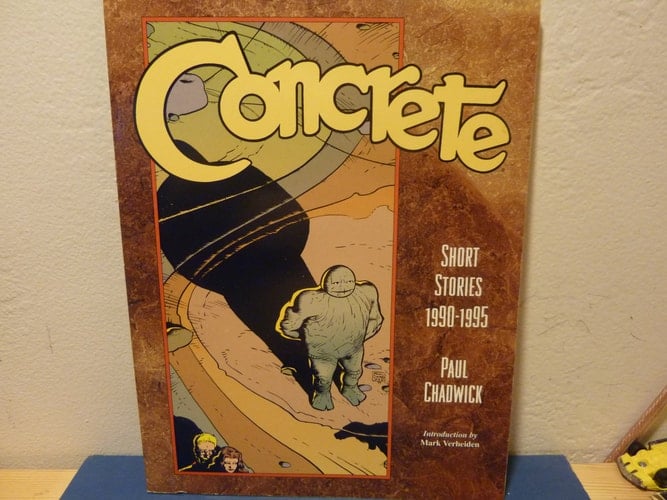 Concrete
SHORT
STORIES
1990-1995
PAUL
CHADWICK
Introduction by
Mark Verheiden